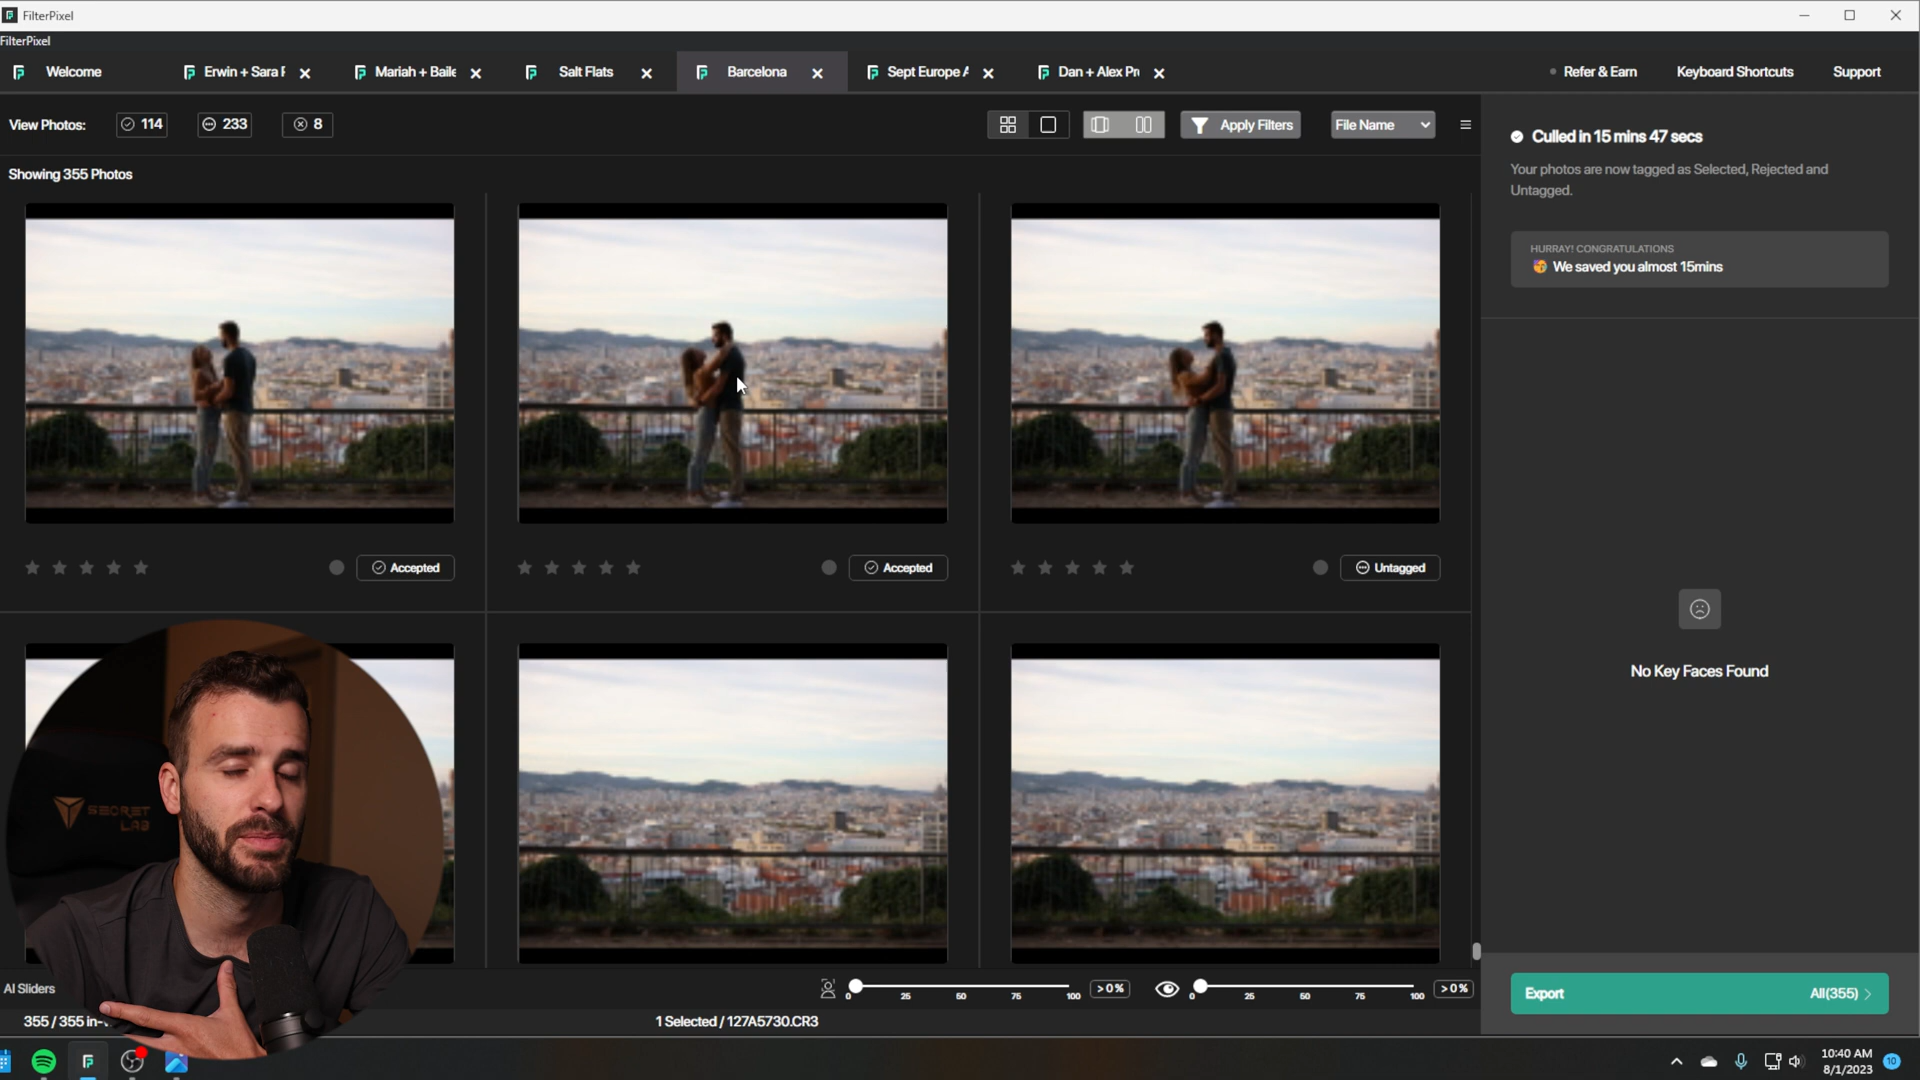 FilterPixel
FilterPixel
Welcome
Erwin + Sara F
Mariah + Baile
Salt Flats
Barcelona
Sept Europe A
Dan + Alex Pr
Refer & Earn
Keyboard Shortcuts
Support
View Photos:
114
233
8
Apply Filters
File Name
Showing 355 Photos
Culled in 15 mins 47 secs
Your photos are now tagged as Selected, Rejected and
Untagged.
HURRAY! CONGRATULATIONS
We saved you almost 15mins
Accepted
Accepted
Untagged
No Key Faces Found
SECRET
LAB
AI Sliders
0 25 50 75 100
>0%
0 25 50 75 100
>0%
Export
All(355)
355 / 355 in-
1 Selected / 127A5730.CR3
10:40 AM
8/1/2023
10